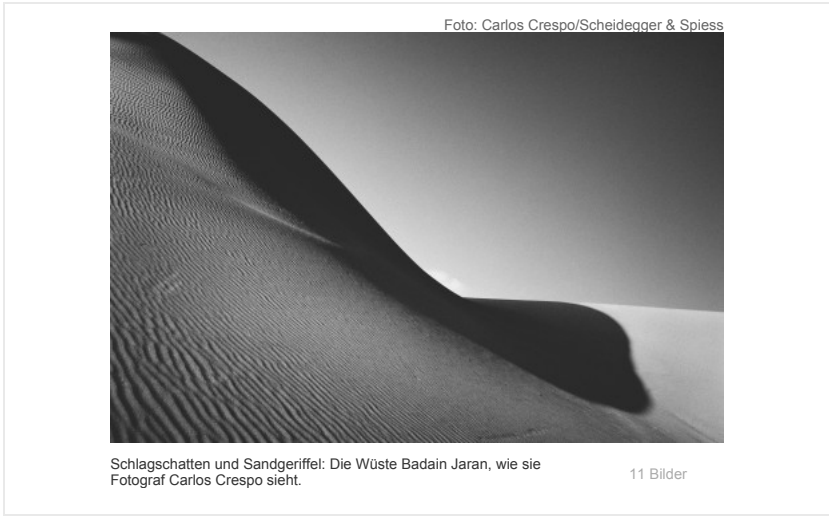 Foto: Carlos Crespo/Scheidegger & Spiess
Schlagschatten und Sandgeriffel: Die Wüste Badain Jaran, wie sie
Fotograf Carlos Crespo sieht.
11 Bilder